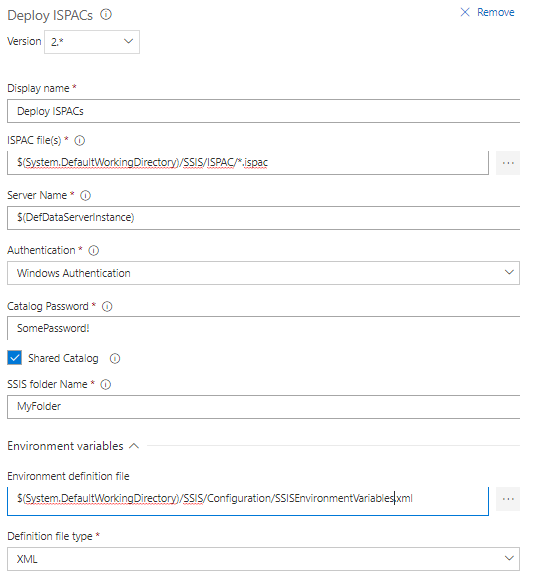 Deploy ISPACs
Remove
Version 2.*
Display name *
Deploy ISPACs
ISPAC file(s) *
$(System.DefaultWorkingDirectory)/SSIS/ISPAC/*.ispac
...
Server Name *
$(DefDataServerInstance)
Authentication *
Windows Authentication
Catalog Password *
SomePassword!
Shared Catalog
SSIS folder Name *
MyFolder
Environment variables
Environment definition file
$(System.DefaultWorkingDirectory)/SSIS/Configuration/SSISEnvironmentVariables.xml
...
Definition file type *
XML